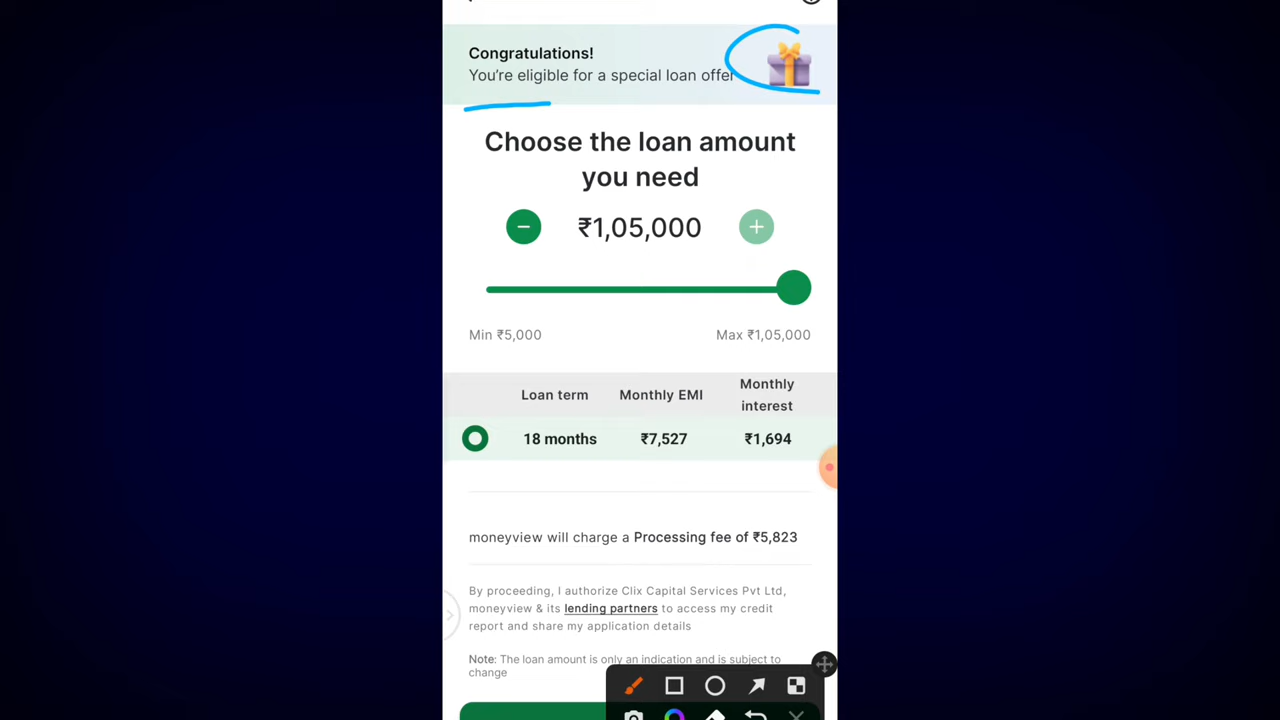 Congratulations!
You're eligible for a special loan offer
Choose the loan amount
you need
₹1,05,000
Min ₹5,000 Max ₹1,05,000
Loan term Monthly EMI Monthly interest
18 months ₹7,527 ₹1,694
moneyview will charge a Processing fee of ₹5,823
By proceeding, I authorize Clix Capital Services Pvt Ltd,
moneyview & its lending partners to access my credit
report and share my application details
Note: The loan amount is only an indication and is subject to
change